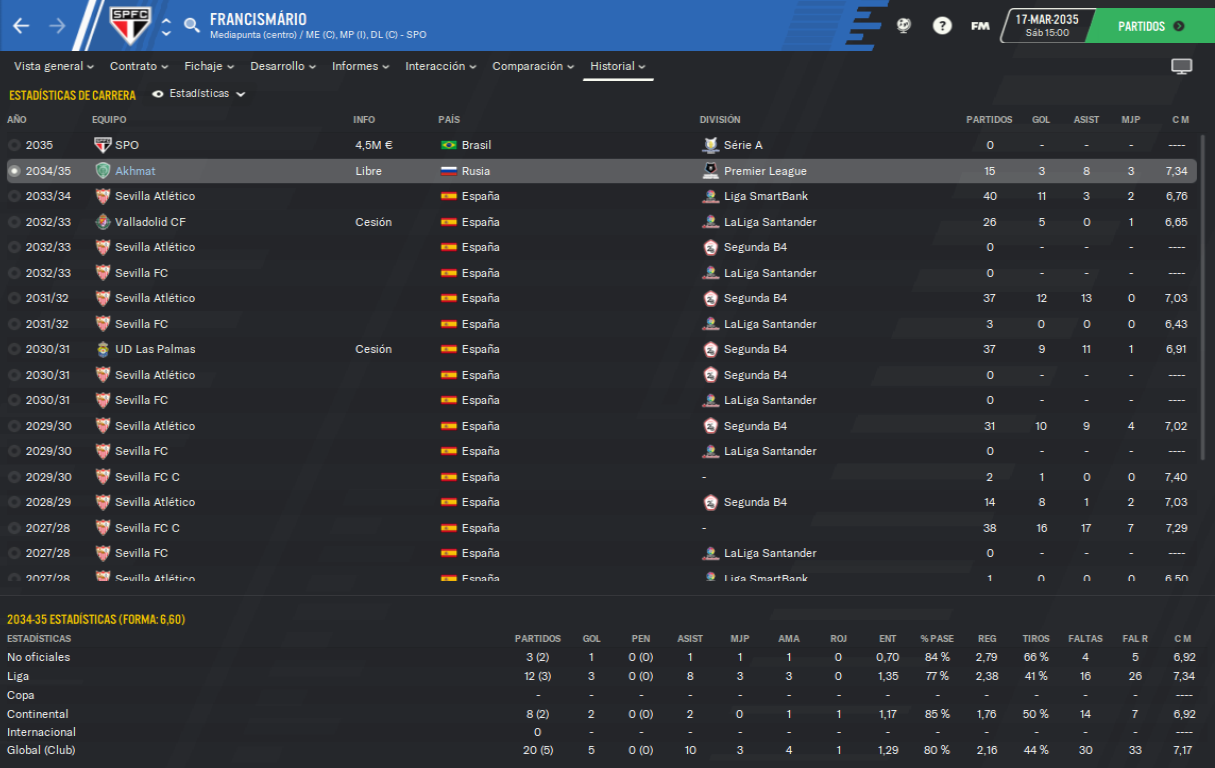 SPFC FRANCISMÁRIO
Mediapunta (centro) / ME (C), MP (I), DL (C) - SPO
? FM 17-MAR-2035 Sáb 15:00 PARTIDOS
Vista general Contrato Fichaje Desarrollo Informes Interacción Comparación Historial
ESTADÍSTICAS DE CARRERA Estadísticas
AÑO EQUIPO INFO PAÍS DIVISIÓN PARTIDOS GOL ASIST MJP C M
2035 SPO 4,5M € Brasil Série A 0 - - - ----
2034/35 Akhmat Libre Rusia Premier League 15 3 8 3 7,34
2033/34 Sevilla Atlético España Liga SmartBank 40 11 3 2 6,76
2032/33 Valladolid CF Cesión España LaLiga Santander 26 5 0 1 6,65
2032/33 Sevilla Atlético España Segunda B4 0 - - - ----
2032/33 Sevilla FC España LaLiga Santander 0 - - - ----
2031/32 Sevilla Atlético España Segunda B4 37 12 13 0 7,03
2031/32 Sevilla FC España LaLiga Santander 3 0 0 0 6,43
2030/31 UD Las Palmas Cesión España Segunda B4 37 9 11 1 6,91
2030/31 Sevilla Atlético España Segunda B4 0 - - - ----
2030/31 Sevilla FC España LaLiga Santander 0 - - - ----
2029/30 Sevilla Atlético España Segunda B4 31 10 9 4 7,02
2029/30 Sevilla FC España LaLiga Santander 0 - - - ----
2029/30 Sevilla FC C España - 2 1 0 0 7,40
2028/29 Sevilla Atlético España Segunda B4 14 8 1 2 7,03
2027/28 Sevilla FC C España - 38 16 17 7 7,29
2027/28 Sevilla FC España LaLiga Santander 0 - - - ----
2027/28 Sevilla Atlético España Liga SmartBank 1 0 0 0 6,50
2034-35 ESTADÍSTICAS (FORMA: 6,60)
ESTADÍSTICAS PARTIDOS GOL PEN ASIST MJP AMA ROJ ENT % PASE REG TIROS FALTAS FAL R C M
No oficiales 3 (2) 1 0 (0) 1 1 1 0 0,70 84 % 2,79 66 % 4 5 6,92
Liga 12 (3) 3 0 (0) 8 3 3 0 1,35 77 % 2,38 41 % 16 26 7,34
Copa - - - - - - - - - - - - - ----
Continental 8 (2) 2 0 (0) 2 0 1 1 1,17 85 % 1,76 50 % 14 7 6,92
Internacional 0 - - - - - - - - - - - - ----
Global (Club) 20 (5) 5 0 (0) 10 3 4 1 1,29 80 % 2,16 44 % 30 33 7,17